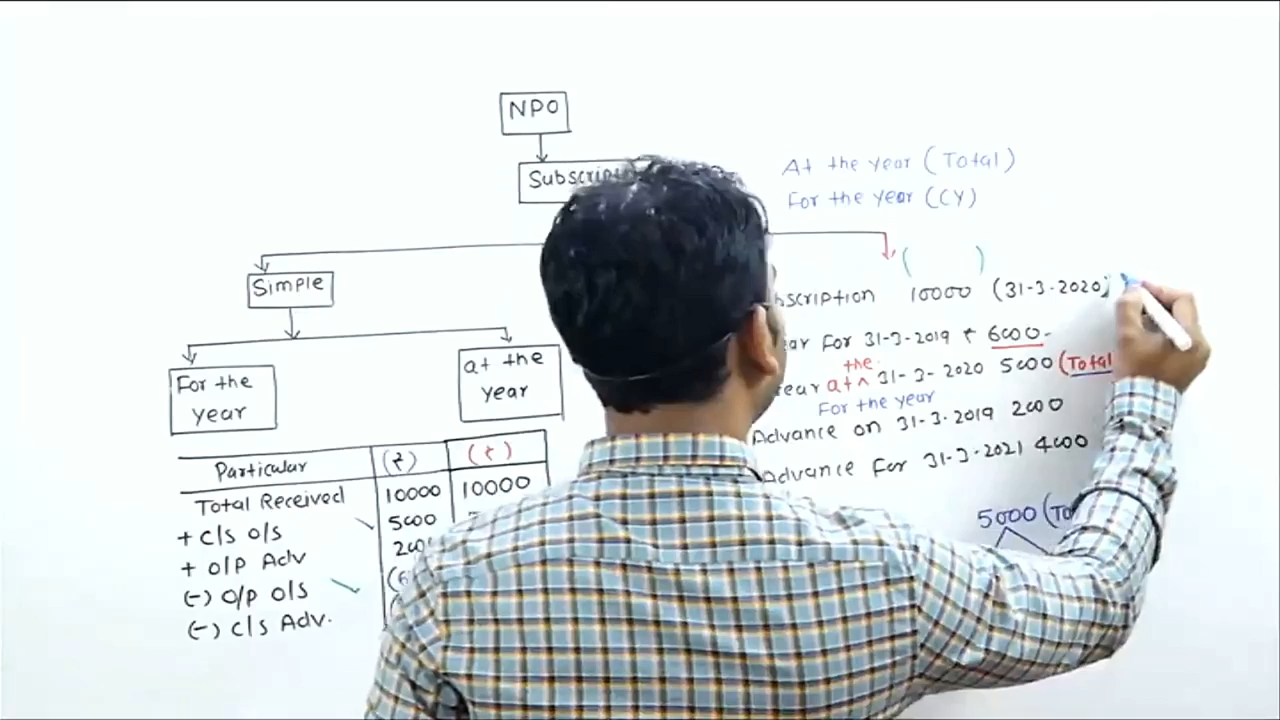 NPO
Subscript
At the year (Total)
For the year (CY)
Simple
( )
bscription 10000 (31-3-2020)
ear for 31-3-2019 ₹ 6000-
the
year at ^ 31-3-2020 5000 (Total
For the year
Advance on 31-3-2019 2000
Advance for 31-3-2021 4000
5000 (To
For the
year
at the
year
Particular (₹) (₹)
Total Received 10000 10000
+ c/s o/s 5000
+ o/p Adv 200
(-) o/p o/s (6
(-) c/s Adv.